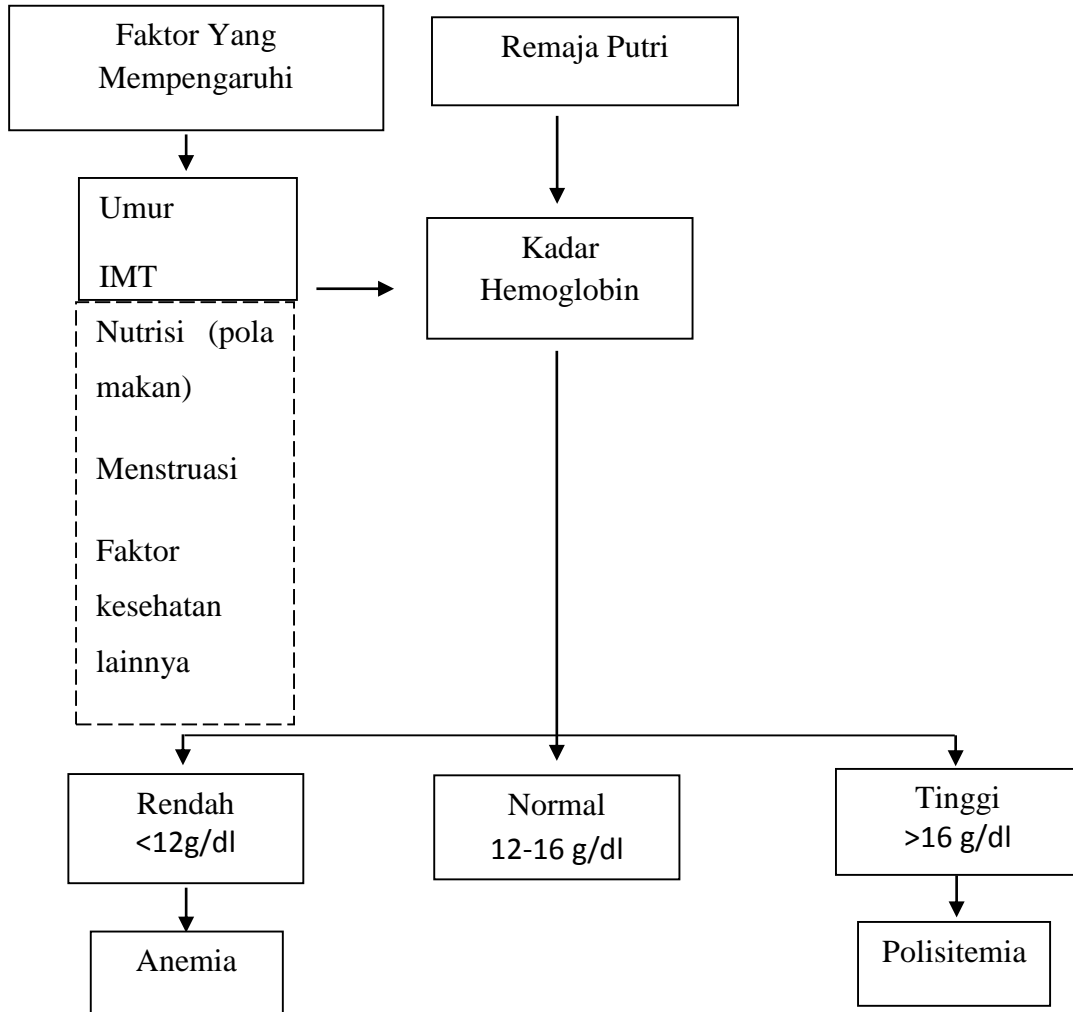 Faktor Yang
Mempengaruhi
Remaja Putri
Umur
IMT
Kadar
Hemoglobin
Nutrisi (pola
makan)
Menstruasi
Faktor
kesehatan
lainnya
Rendah
<12g/dl
Normal
12-16 g/dl
Tinggi
>16 g/dl
Anemia
Polisitemia